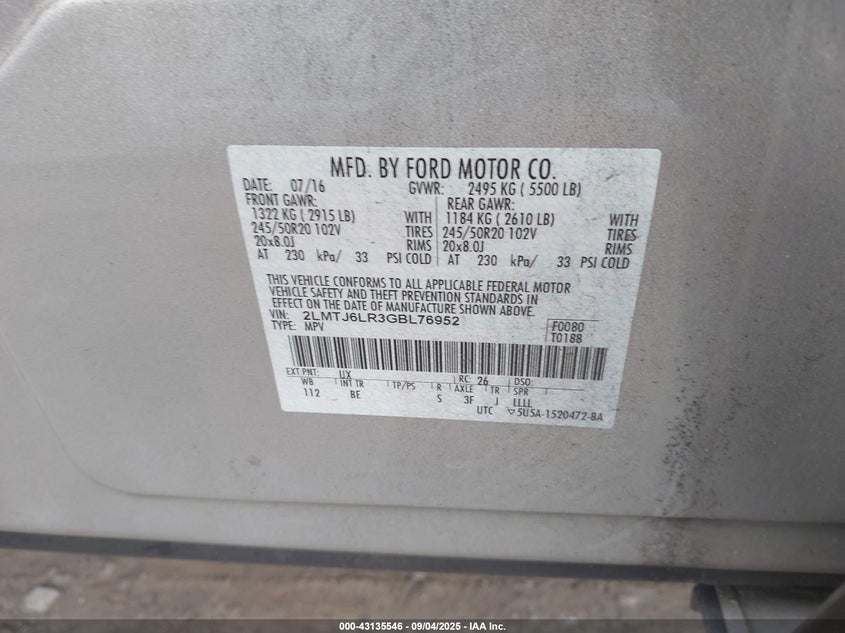 MFD. BY FORD MOTOR CO.
DATE: 07/16 GVWR: 2495 KG ( 5500 LB)
FRONT GAWR: REAR GAWR:
1322 KG ( 2915 LB) WITH 1184 KG ( 2610 LB) WITH
245/50R20 102V TIRES 245/50R20 102V TIRES
20x8.0J RIMS 20x8.0J RIMS
AT 230 kPa/ 33 PSI COLD AT 230 kPa/ 33 PSI COLD
THIS VEHICLE CONFORMS TO ALL APPLICABLE FEDERAL MOTOR
VEHICLE SAFETY AND THEFT PREVENTION STANDARDS IN
EFFECT ON THE DATE OF MANUFACTURE SHOWN ABOVE.
VIN: 2LMTJ6LR3GBL76952
TYPE: MPV
F0080
T0188
EXT PNT: UX RC: 26 DSO:
WB INT TR TP/PS R AXLE TR SPR
112 BE S 3F J LLLL
UTC ▽5U5A-1520472-BA
000-43135546 - 09/04/2025 - IAA Inc.